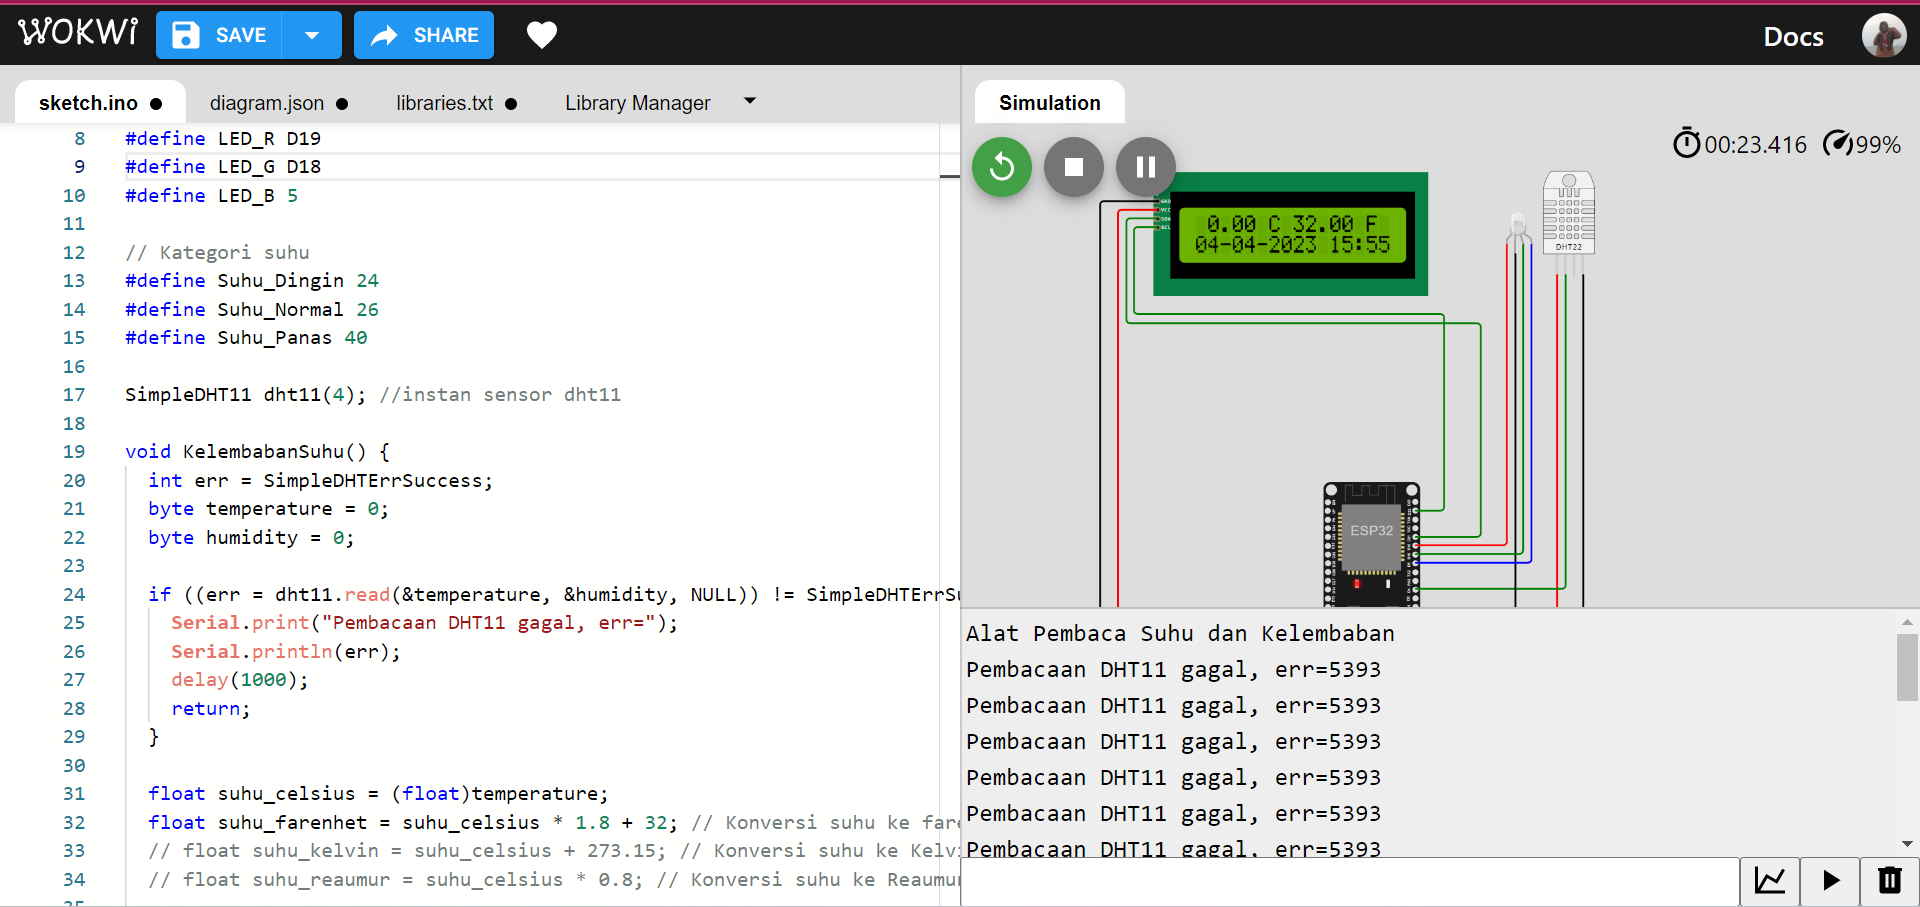 WOKWi SAVE SHARE Docs
sketch.ino diagram.json libraries.txt Library Manager
8 #define LED_R D19
9 #define LED_G D18
10 #define LED_B 5
11
12 // Kategori suhu
13 #define Suhu_Dingin 24
14 #define Suhu_Normal 26
15 #define Suhu_Panas 40
16
17 SimpleDHT11 dht11(4); //instan sensor dht11
18
19 void KelembabanSuhu() {
20 int err = SimpleDHTErrSuccess;
21 byte temperature = 0;
22 byte humidity = 0;
23
24 if ((err = dht11.read(&temperature, &humidity, NULL)) != SimpleDHTErrSu
25 Serial.print("Pembacaan DHT11 gagal, err=");
26 Serial.println(err);
27 delay(1000);
28 return;
29 }
30
31 float suhu_celsius = (float)temperature;
32 float suhu_farenhet = suhu_celsius * 1.8 + 32; // Konversi suhu ke fare
33 // float suhu_kelvin = suhu_celsius + 273.15; // Konversi suhu ke Kelvi
34 // float suhu_reaumur = suhu_celsius * 0.8; // Konversi suhu ke Reaumur
Simulation
00:23.416 99%
GND
VCC
SDA
SCL
0.00 C 32.00 F
04-04-2023 15:55
DHT22
ESP32
Alat Pembaca Suhu dan Kelembaban
Pembacaan DHT11 gagal, err=5393
Pembacaan DHT11 gagal, err=5393
Pembacaan DHT11 gagal, err=5393
Pembacaan DHT11 gagal, err=5393
Pembacaan DHT11 gagal, err=5393
Pembacaan DHT11 gagal, err=5393